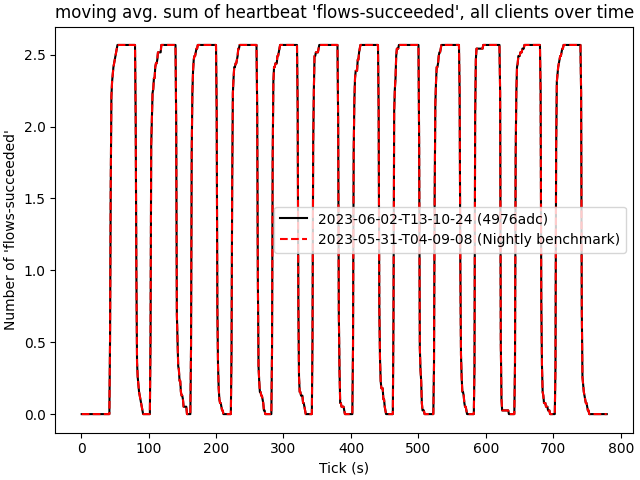 moving avg. sum of heartbeat 'flows-succeeded', all clients over time
Number of 'flows-succeeded'
2.5
2.0
1.5
1.0
0.5
0.0
2023-06-02-T13-10-24 (4976adc)
2023-05-31-T04-09-08 (Nightly benchmark)
0 100 200 300 400 500 600 700 800
Tick (s)